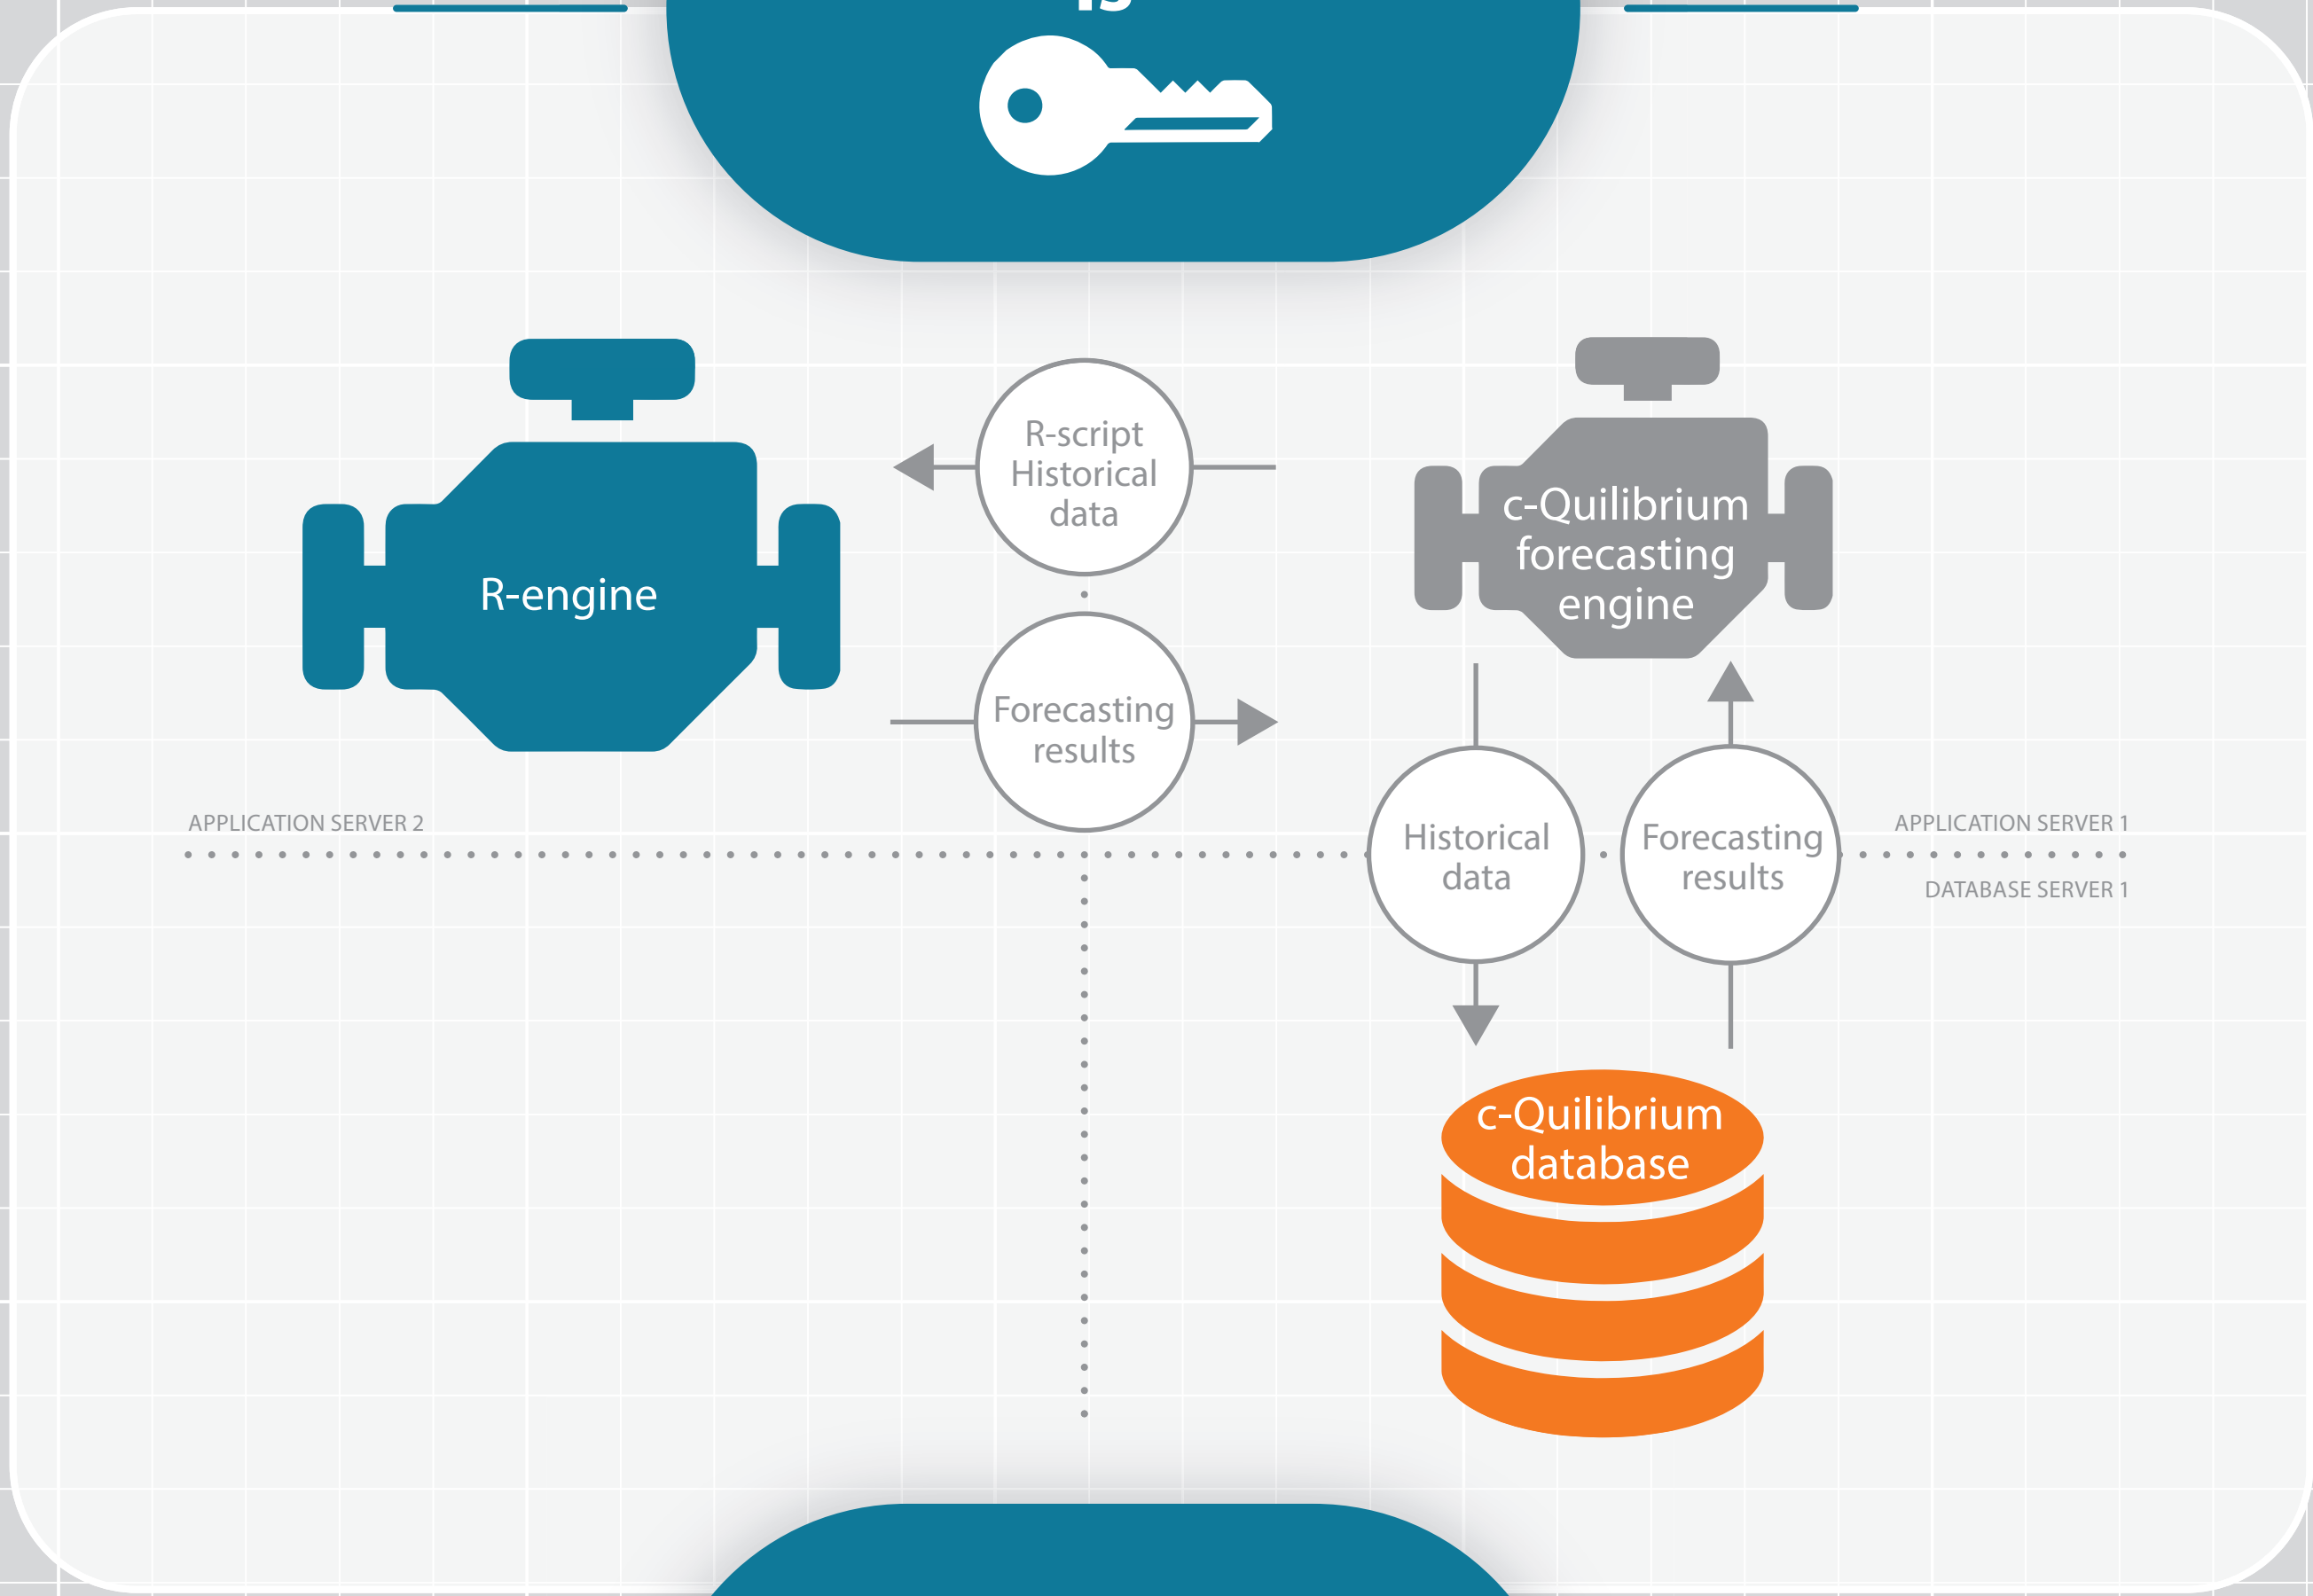 R-script
Historical
data
c-Quilibrium
forecasting
engine
R-engine
Forecasting
results
APPLICATION SERVER 2
Historical
data
Forecasting
results
APPLICATION SERVER 1
DATABASE SERVER 1
c-Quilibrium
database